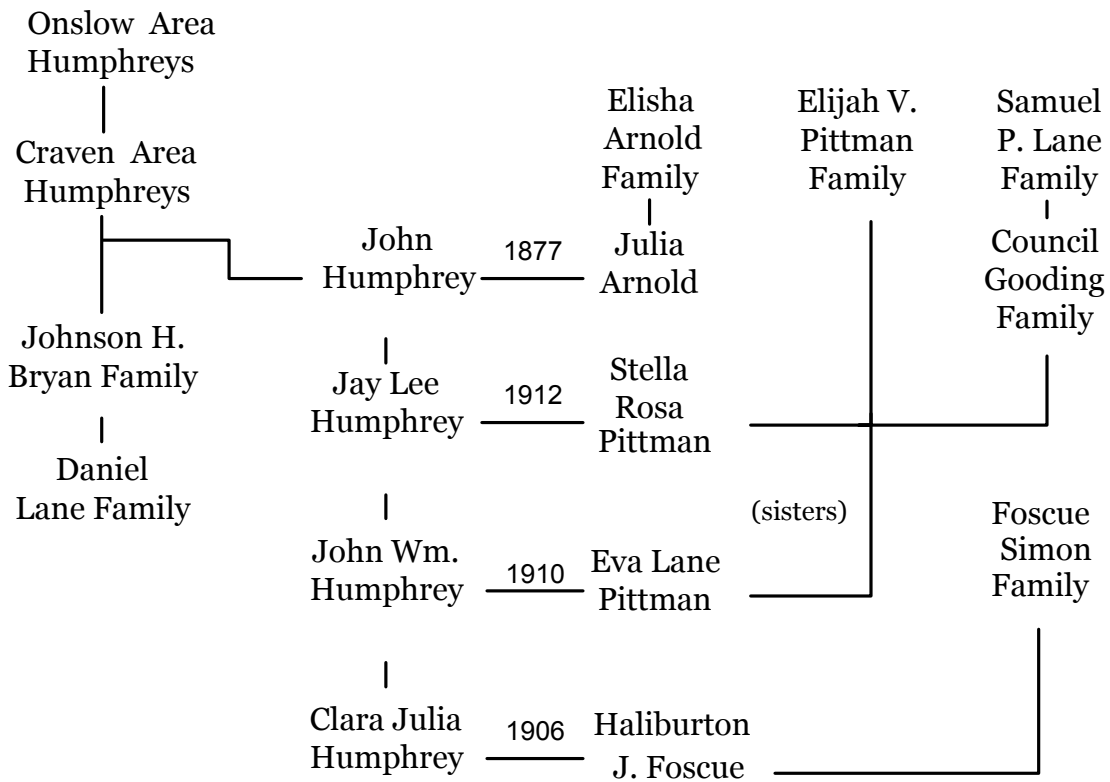 Onslow Area
Humphreys
Craven Area
Humphreys
Johnson H.
Bryan Family
Daniel
Lane Family
John
Humphrey
1877
Julia
Arnold
Elisha
Arnold
Family
Elijah V.
Pittman
Family
Samuel
P. Lane
Family
Council
Gooding
Family
Jay Lee
Humphrey
1912
Stella
Rosa
Pittman
(sisters)
John Wm.
Humphrey
1910
Eva Lane
Pittman
Foscue
Simon
Family
Clara Julia
Humphrey
1906
Haliburton
J. Foscue